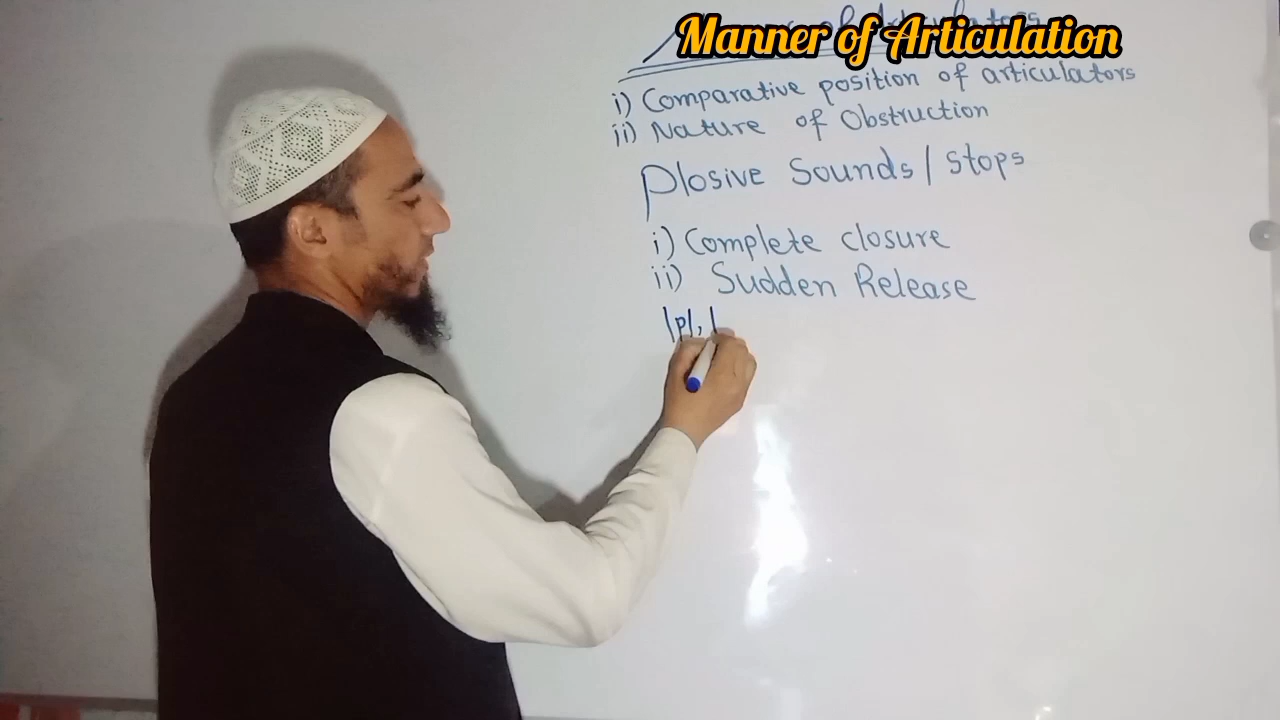 Manner of Articulation
i) Comparative position of articulators
ii) Nature of Obstruction
Plosive Sounds / Stops
i) Complete closure
ii) Sudden Release
/p/, /